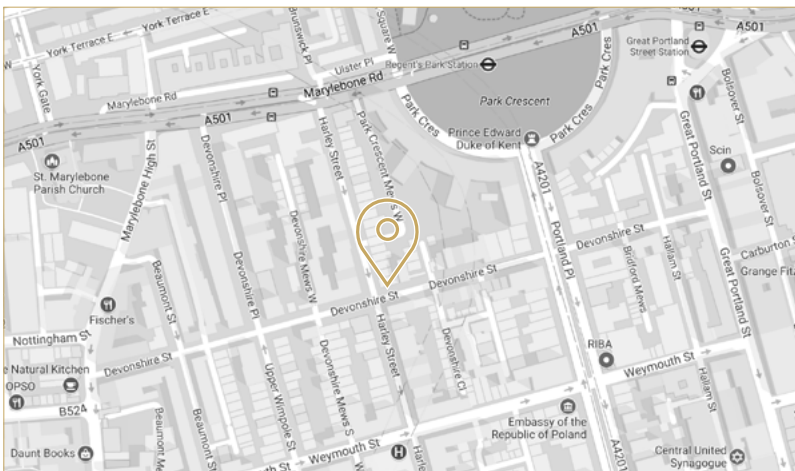 York Terrace E
York Terrace E
York Gate
Brunswick Pl
Square W
Ulster Pl
Regent's Park Station
A501
A501
Great Portland
Street Station
Marylebone Rd
Marylebone Rd
A501
A501
Park Cres
Park Crescent
Park Cres
Park Cres
Prince Edward
Duke of Kent
Bolsover St
Scin
St. Marylebone
Parish Church
Marylebone High St
Devonshire Pl
Harley Street
Park Crescent Mews W
A4201
Portland Pl
Great Portland St
Bolsover St
Devonshire Mews W
Devonshire St
Hallam St
Carburton St
Grange Fitz
Bridford Mews
Great Portland St
Beaumont St
Devonshire Pl
Devonshire St
Devonshire St
Fischer's
Nottingham St
Devonshire St
Harley Street
Devonshire Cl
RIBA
Weymouth St
Hallam St
e Natural Kitchen
OPSO
B524
Upper Wimpole St
Devonshire Mews S
Embassy of the
Republic of Poland
Daunt Books
Beaumont Me
Beaumont St
Weymouth St
H
Harle
A420
Central United
Synagogue